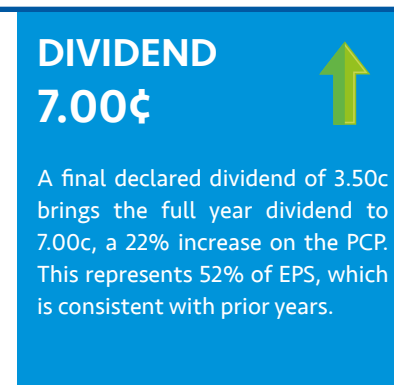 DIVIDEND
7.00¢
A final declared dividend of 3.50c
brings the full year dividend to
7.00c, a 22% increase on the PCP.
This represents 52% of EPS, which
is consistent with prior years.